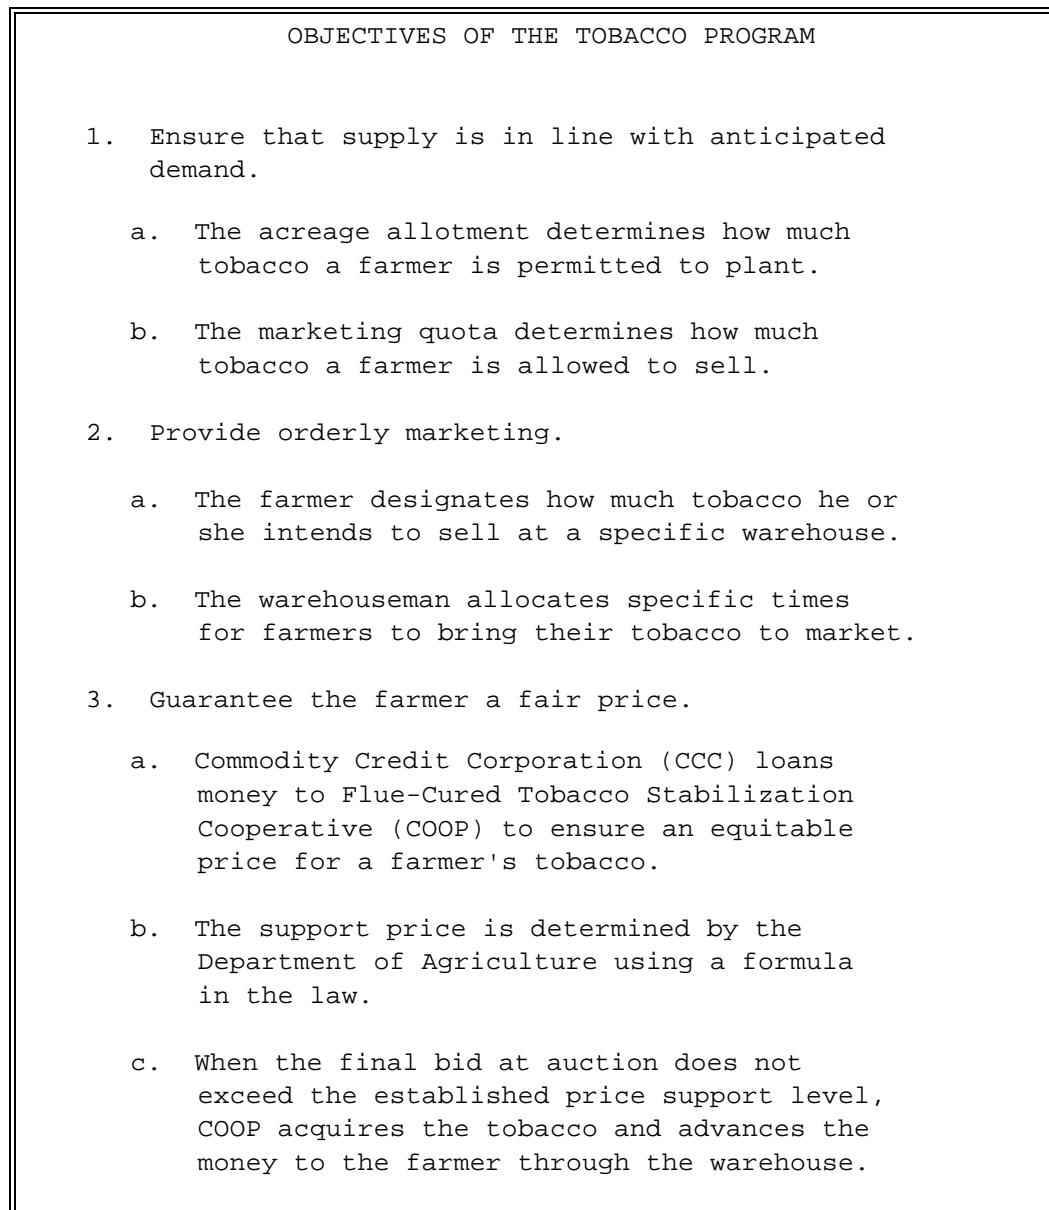 OBJECTIVES OF THE TOBACCO PROGRAM
1. Ensure that supply is in line with anticipated
demand.
a. The acreage allotment determines how much
tobacco a farmer is permitted to plant.
b. The marketing quota determines how much
tobacco a farmer is allowed to sell.
2. Provide orderly marketing.
a. The farmer designates how much tobacco he or
she intends to sell at a specific warehouse.
b. The warehouseman allocates specific times
for farmers to bring their tobacco to market.
3. Guarantee the farmer a fair price.
a. Commodity Credit Corporation (CCC) loans
money to Flue-Cured Tobacco Stabilization
Cooperative (COOP) to ensure an equitable
price for a farmer's tobacco.
b. The support price is determined by the
Department of Agriculture using a formula
in the law.
c. When the final bid at auction does not
exceed the established price support level,
COOP acquires the tobacco and advances the
money to the farmer through the warehouse.